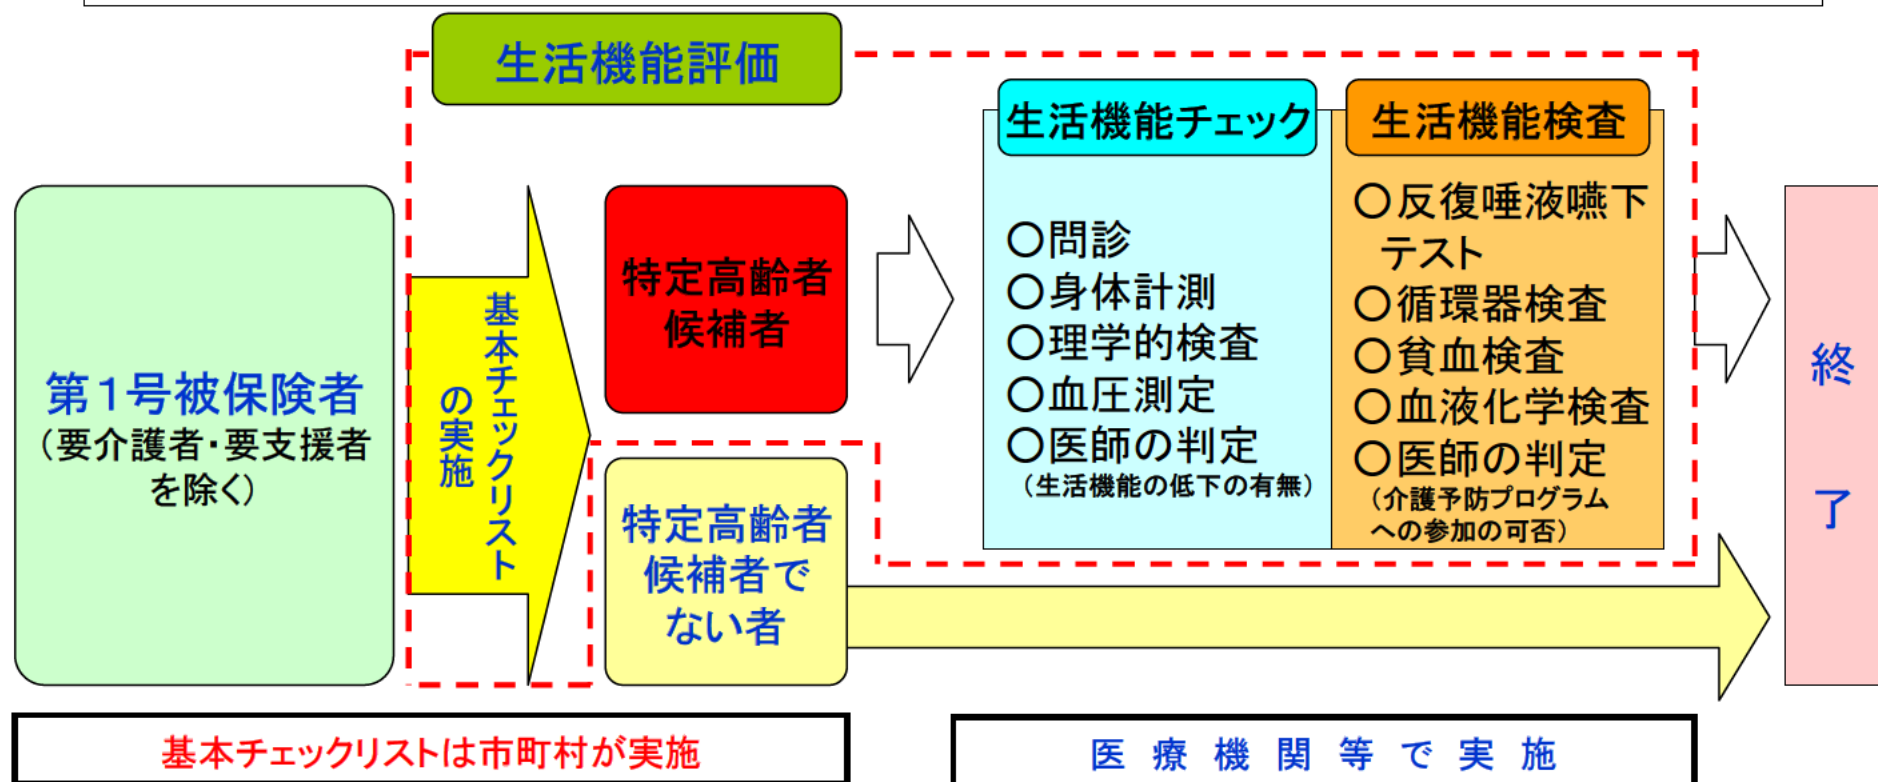 生活機能評価
第1号被保険者
(要介護者・要支援者
を除く)
基本チェックリスト
の実施
特定高齢者
候補者
特定高齢者
候補者で
ない者
生活機能チェック
○問診
○身体計測
○理学的検査
○血圧測定
○医師の判定
(生活機能の低下の有無)
生活機能検査
○反復唾液嚥下
テスト
○循環器検査
○貧血検査
○血液化学検査
○医師の判定
(介護予防プログラム
への参加の可否)
終
了
基本チェックリストは市町村が実施
医療機関等で実施